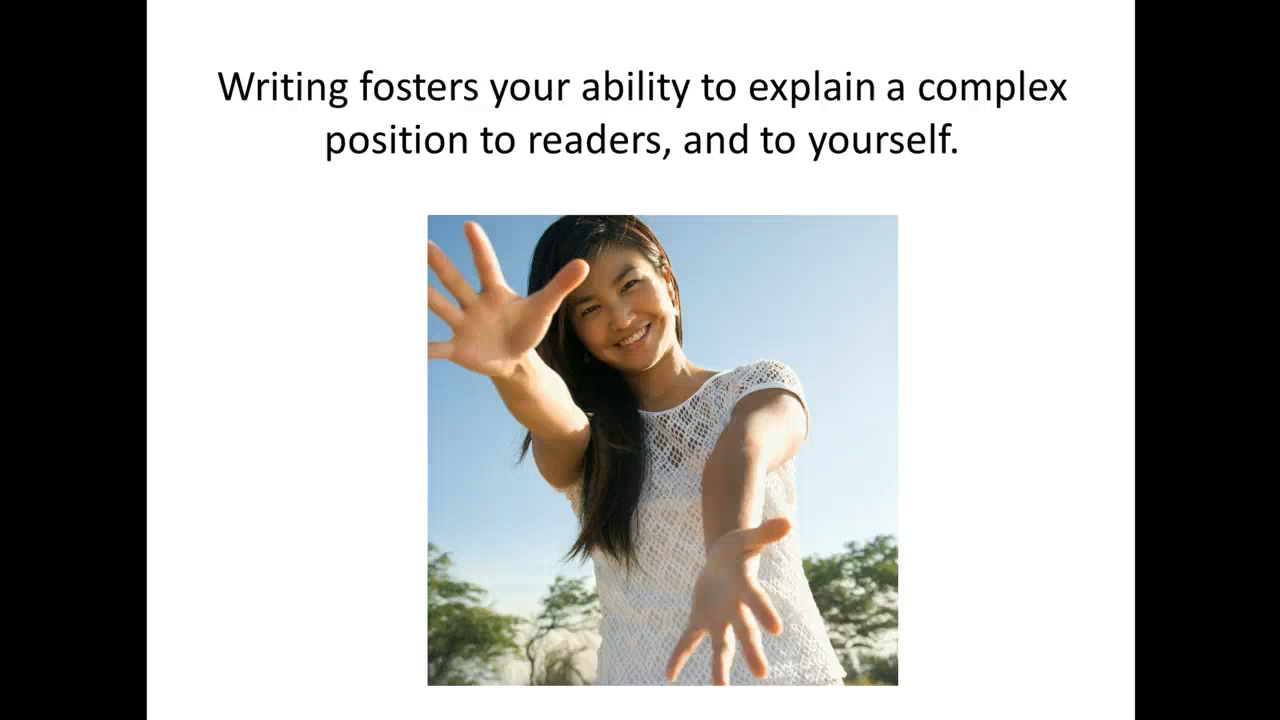 Writing fosters your ability to explain a complex
position to readers, and to yourself.